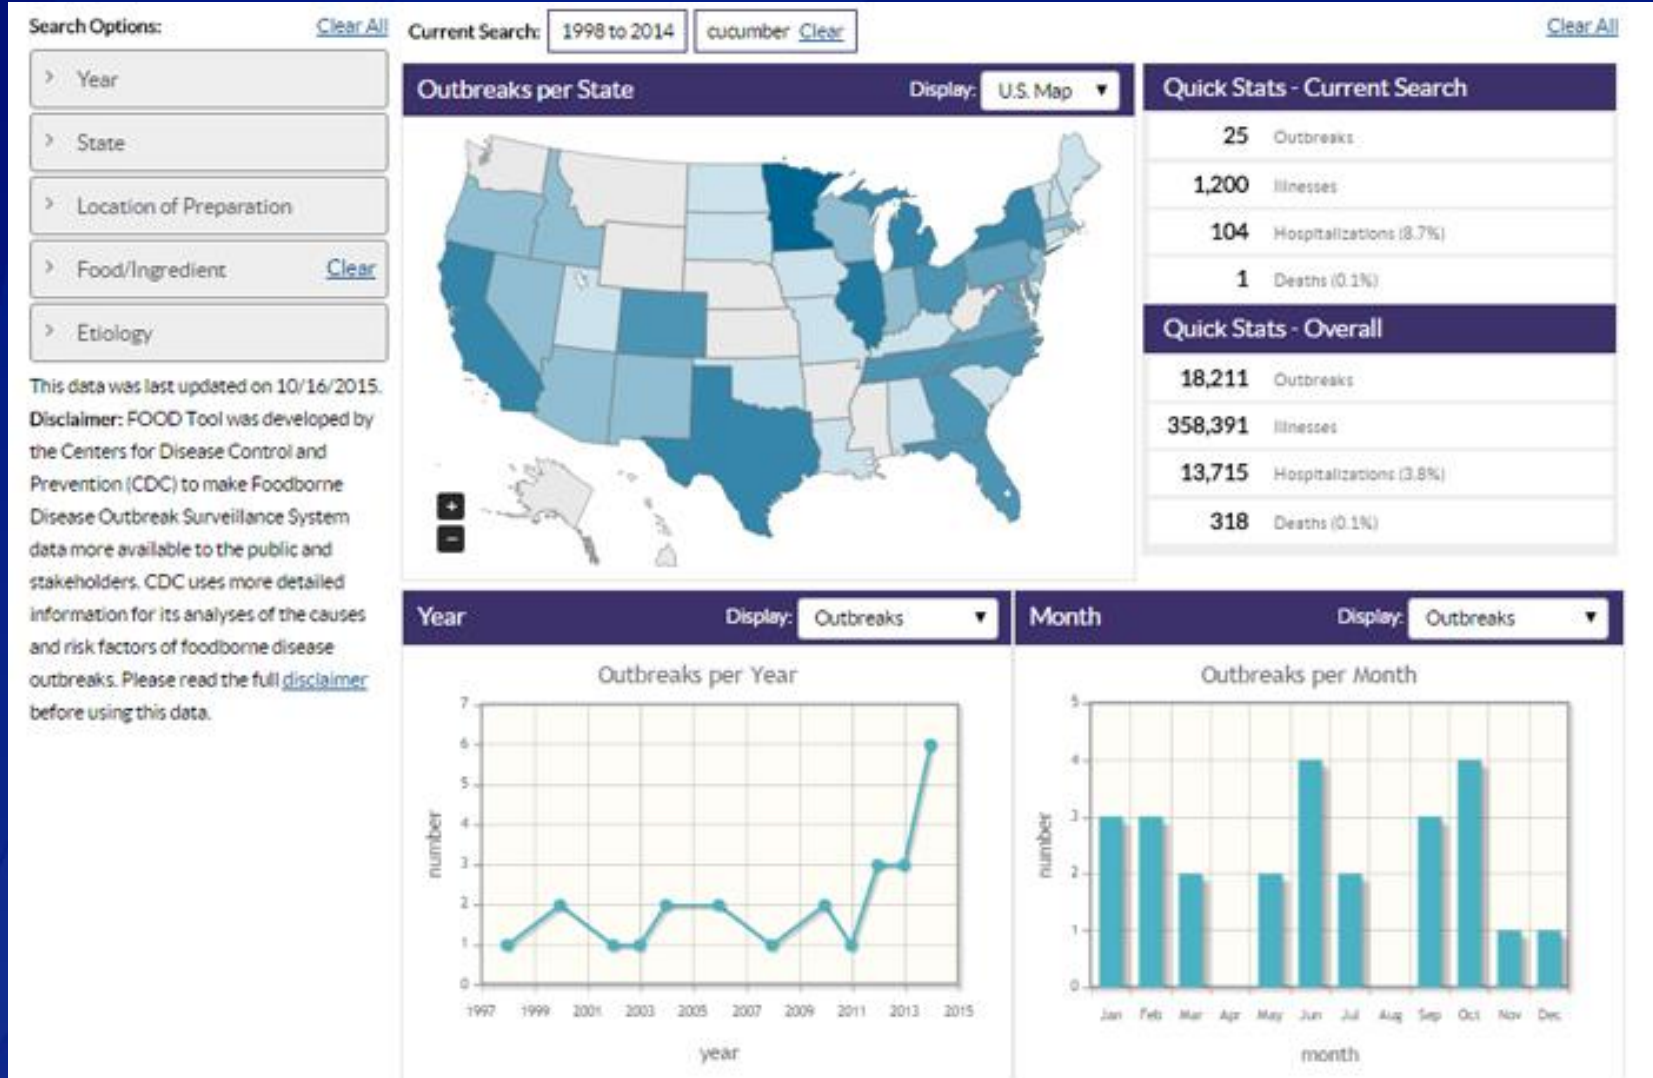 Search Options: Clear All
Year
State
Location of Preparation
Food/Ingredient Clear
Etiology
This data was last updated on 10/16/2015.
Disclaimer: FOOD Tool was developed by
the Centers for Disease Control and
Prevention (CDC) to make Foodborne
Disease Outbreak Surveillance System
data more available to the public and
stakeholders. CDC uses more detailed
information for its analyses of the causes
and risk factors of foodborne disease
outbreaks. Please read the full disclaimer
before using this data.
Current Search: 1998 to 2014 cucumber Clear
Clear All
Outbreaks per State Display: U.S. Map
+
−
Quick Stats - Current Search
25 Outbreaks
1,200 Illnesses
104 Hospitalizations (8.7%)
1 Deaths (0.1%)
Quick Stats - Overall
18,211 Outbreaks
358,391 Illnesses
13,715 Hospitalizations (3.8%)
318 Deaths (0.1%)
Year Display: Outbreaks
Outbreaks per Year
7
6
5
4
3
2
1
0
number
1997 1999 2001 2003 2005 2007 2009 2011 2013 2015
year
Month Display: Outbreaks
Outbreaks per Month
5
4
3
2
1
0
number
Jan Feb Mar Apr May Jun Jul Aug Sep Oct Nov Dec
month